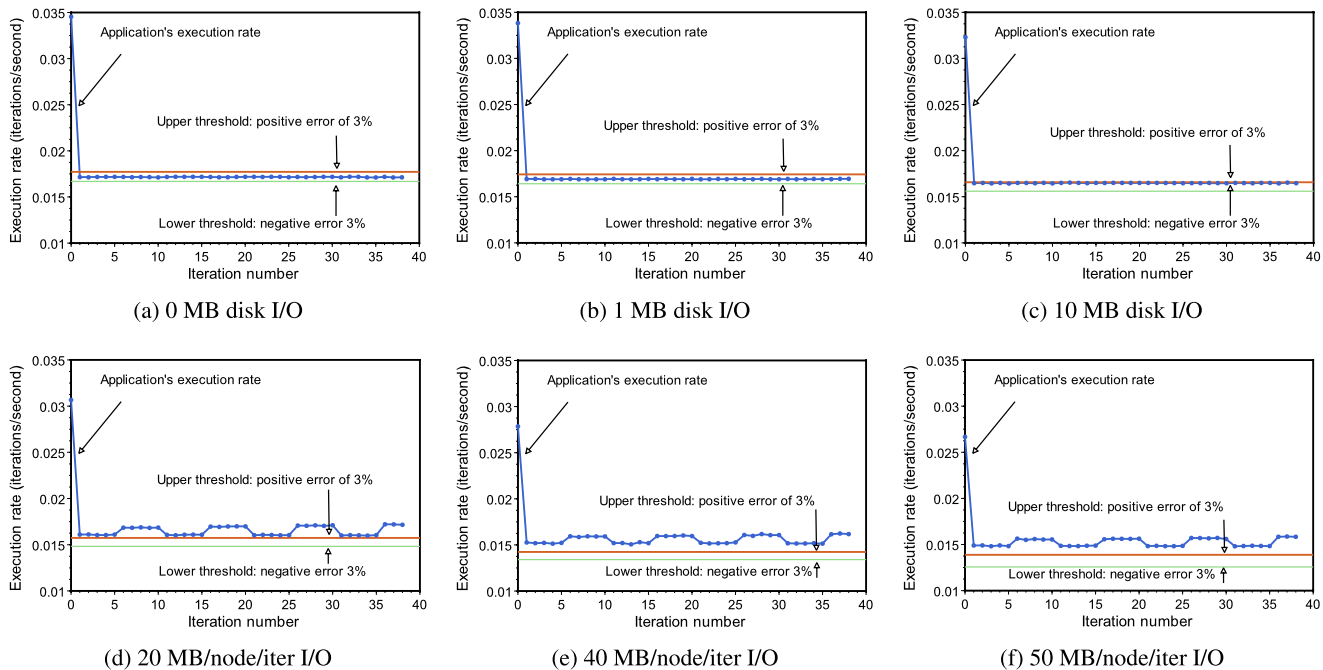 Execution rate (iterations/second)
0.035
0.03
0.025
0.02
0.015
0.01
Application's execution rate
Upper threshold: positive error of 3%
Lower threshold: negative error 3%
0 5 10 15 20 25 30 35 40
Iteration number
(a) 0 MB disk I/O
Execution rate (iterations/second)
0.035
0.03
0.025
0.02
0.015
0.01
Application's execution rate
Upper threshold: positive error of 3%
Lower threshold: negative error 3%
0 5 10 15 20 25 30 35 40
Iteration number
(b) 1 MB disk I/O
Execution rate (iterations/second)
0.035
0.03
0.025
0.02
0.015
0.01
Application's execution rate
Upper threshold: positive error of 3%
Lower threshold: negative error 3%
0 5 10 15 20 25 30 35 40
Iteration number
(c) 10 MB disk I/O
Execution rate (iterations/second)
0.035
0.03
0.025
0.02
0.015
0.01
Application's execution rate
Upper threshold: positive error of 3%
Lower threshold: negative error 3%
0 5 10 15 20 25 30 35 40
Iteration number
(d) 20 MB/node/iter I/O
Execution rate (iterations/second)
0.035
0.03
0.025
0.02
0.015
0.01
Application's execution rate
Upper threshold: positive error of 3%
Lower threshold: negative error 3%
0 5 10 15 20 25 30 35 40
Iteration number
(e) 40 MB/node/iter I/O
Execution rate (iterations/second)
0.035
0.03
0.025
0.02
0.015
0.01
Application's execution rate
Upper threshold: positive error of 3%
Lower threshold: negative error 3%
0 5 10 15 20 25 30 35 40
Iteration number
(f) 50 MB/node/iter I/O